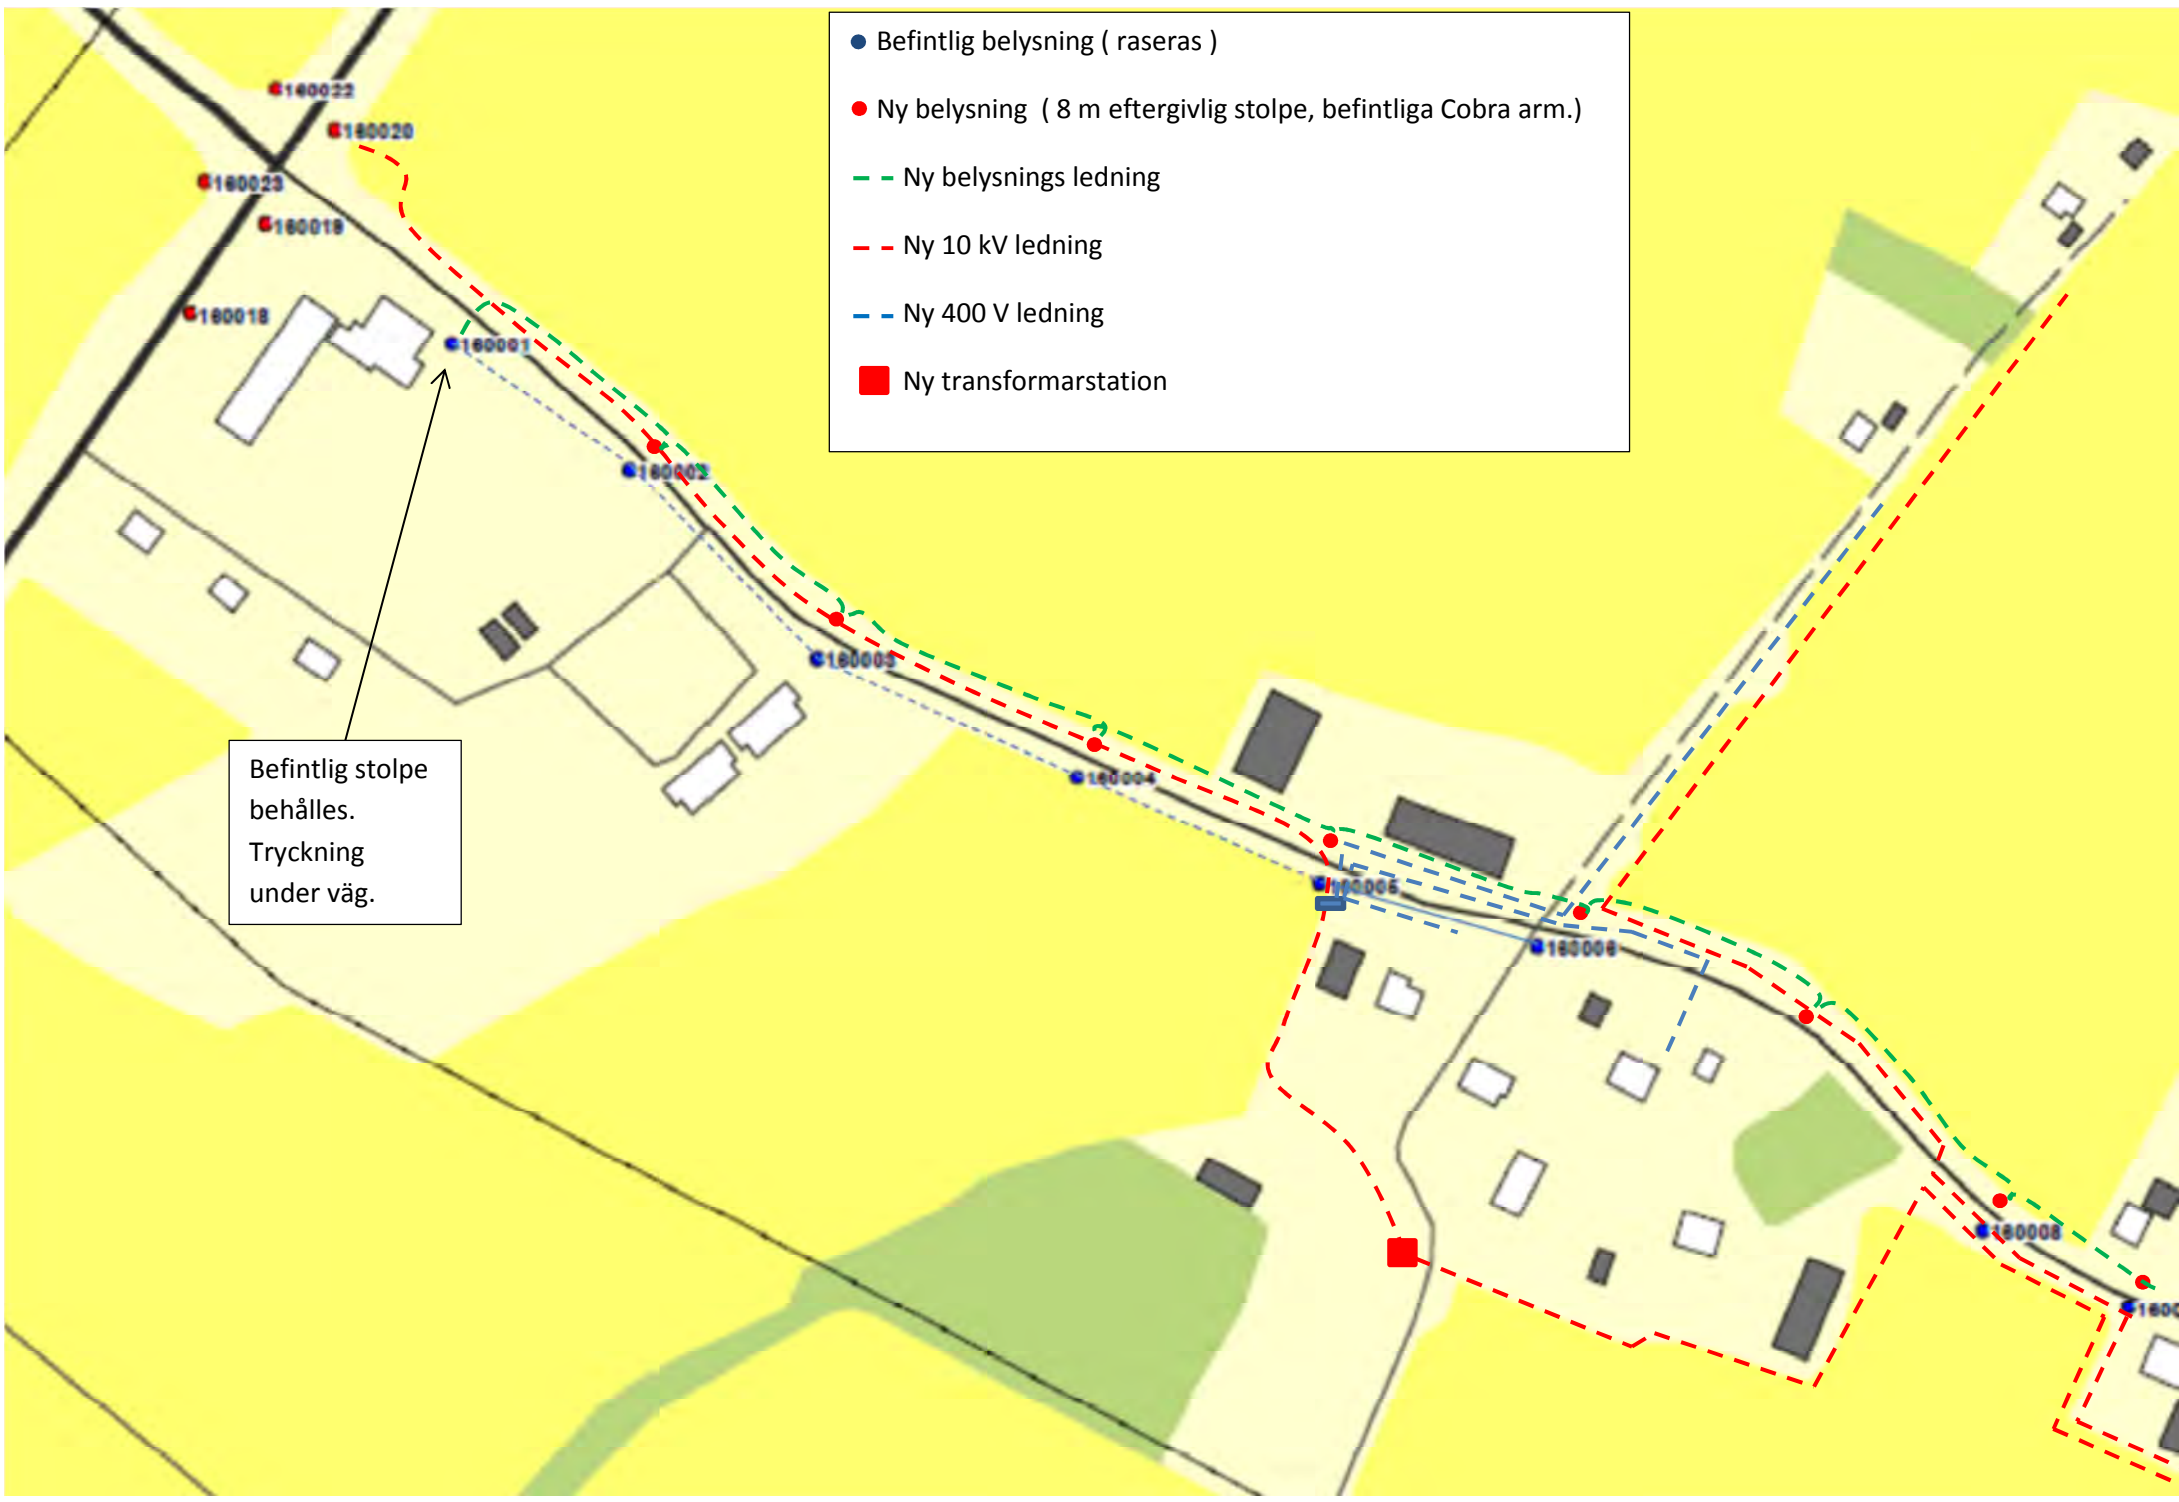 Befintlig belysning ( raseras )
Ny belysning ( 8 m eftergivlig stolpe, befintliga Cobra arm.)
Ny belysnings ledning
Ny 10 kV ledning
Ny 400 V ledning
Ny transformarstation
160022
160020
160023
160019
160018
160001
160002
160003
160004
160005
160006
160008
Befintlig stolpe
behålles.
Tryckning
under väg.